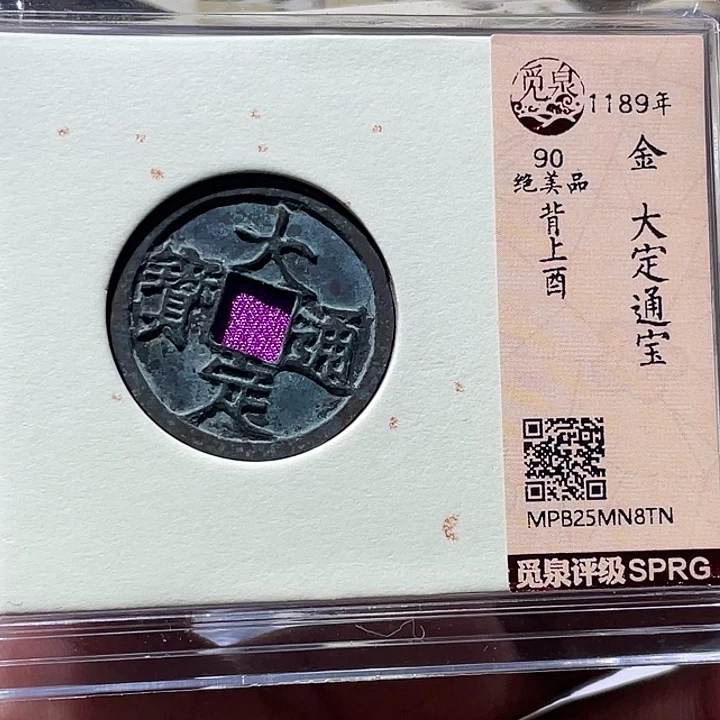 大
定
通
寶
觅泉
1189年
90
绝美品
背上酉
金 大定通宝
MPB25MN8TN
觅泉评级SPRG